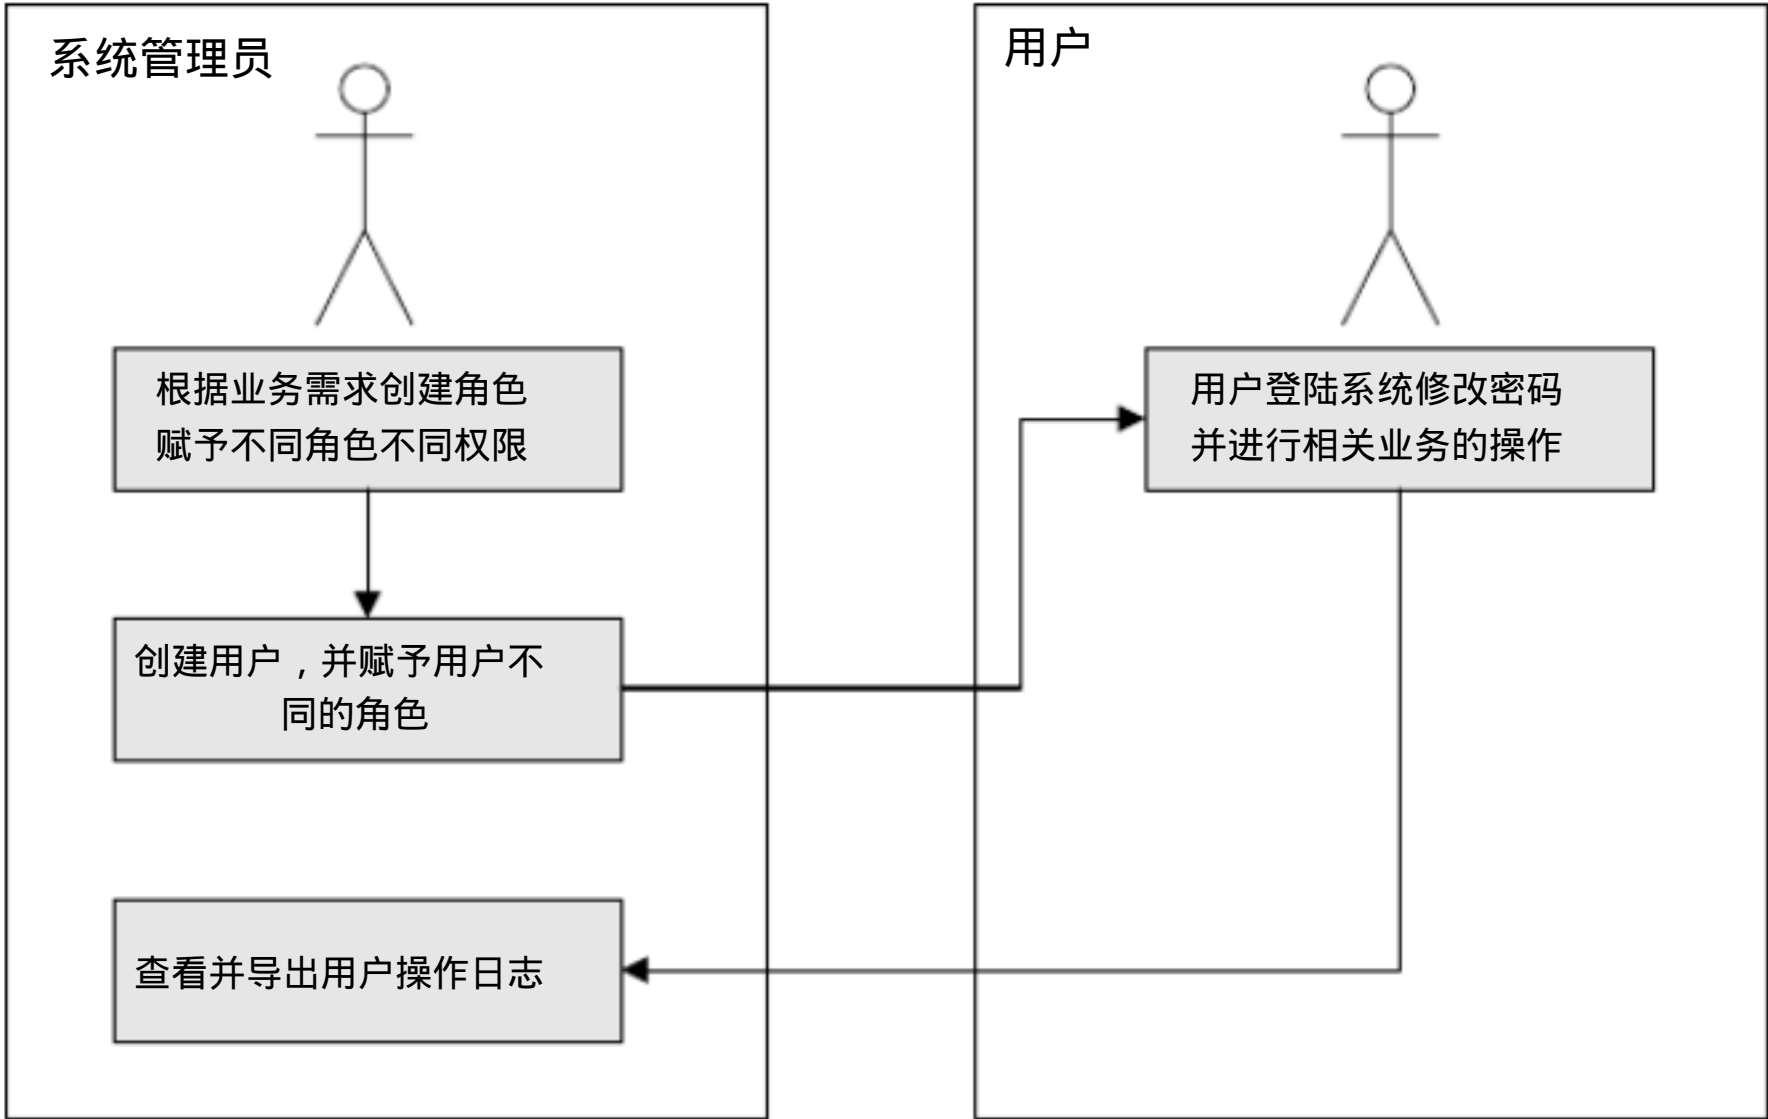 系统管理员
根据业务需求创建角色
赋予不同角色不同权限
创建用户，并赋予用户不
同的角色
查看并导出用户操作日志
用户
用户登陆系统修改密码
并进行相关业务的操作